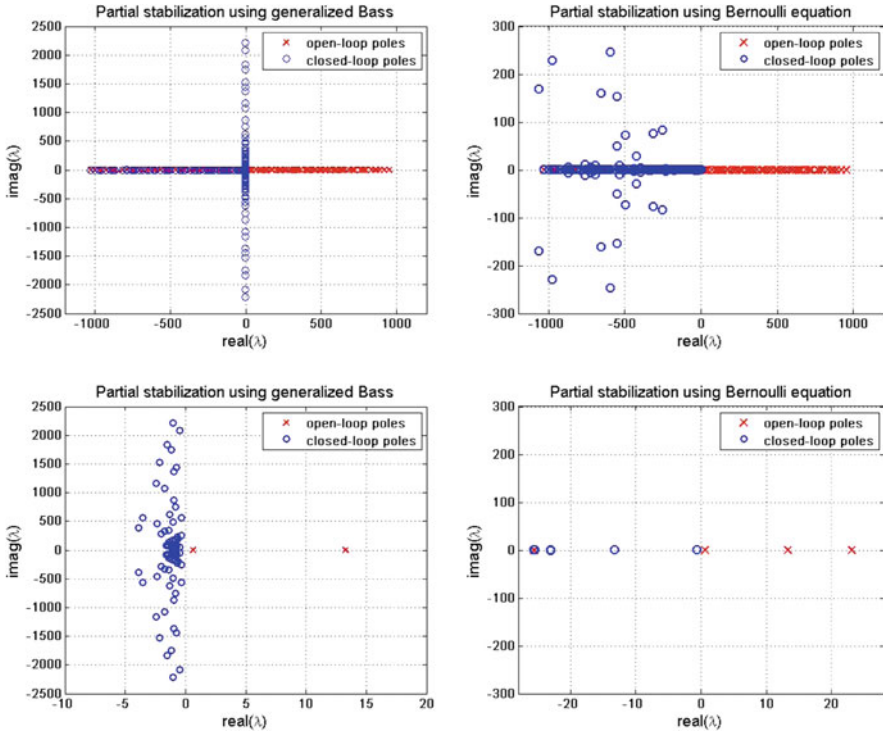 Partial stabilization using generalized Bass
2500
2000
1500
1000
500
0
-500
-1000
-1500
-2000
-2500
-1000
-500
0
500
1000
imag(λ)
real(λ)
open-loop poles
closed-loop poles
Partial stabilization using Bernoulli equation
300
200
100
0
-100
-200
-300
-1000
-500
0
500
1000
imag(λ)
real(λ)
open-loop poles
closed-loop poles
Partial stabilization using generalized Bass
2500
2000
1500
1000
500
0
-500
-1000
-1500
-2000
-2500
-10
-5
0
5
10
15
20
imag(λ)
real(λ)
open-loop poles
closed-loop poles
Partial stabilization using Bernoulli equation
300
200
100
0
-100
-200
-300
-20
-10
0
10
20
imag(λ)
real(λ)
open-loop poles
closed-loop poles